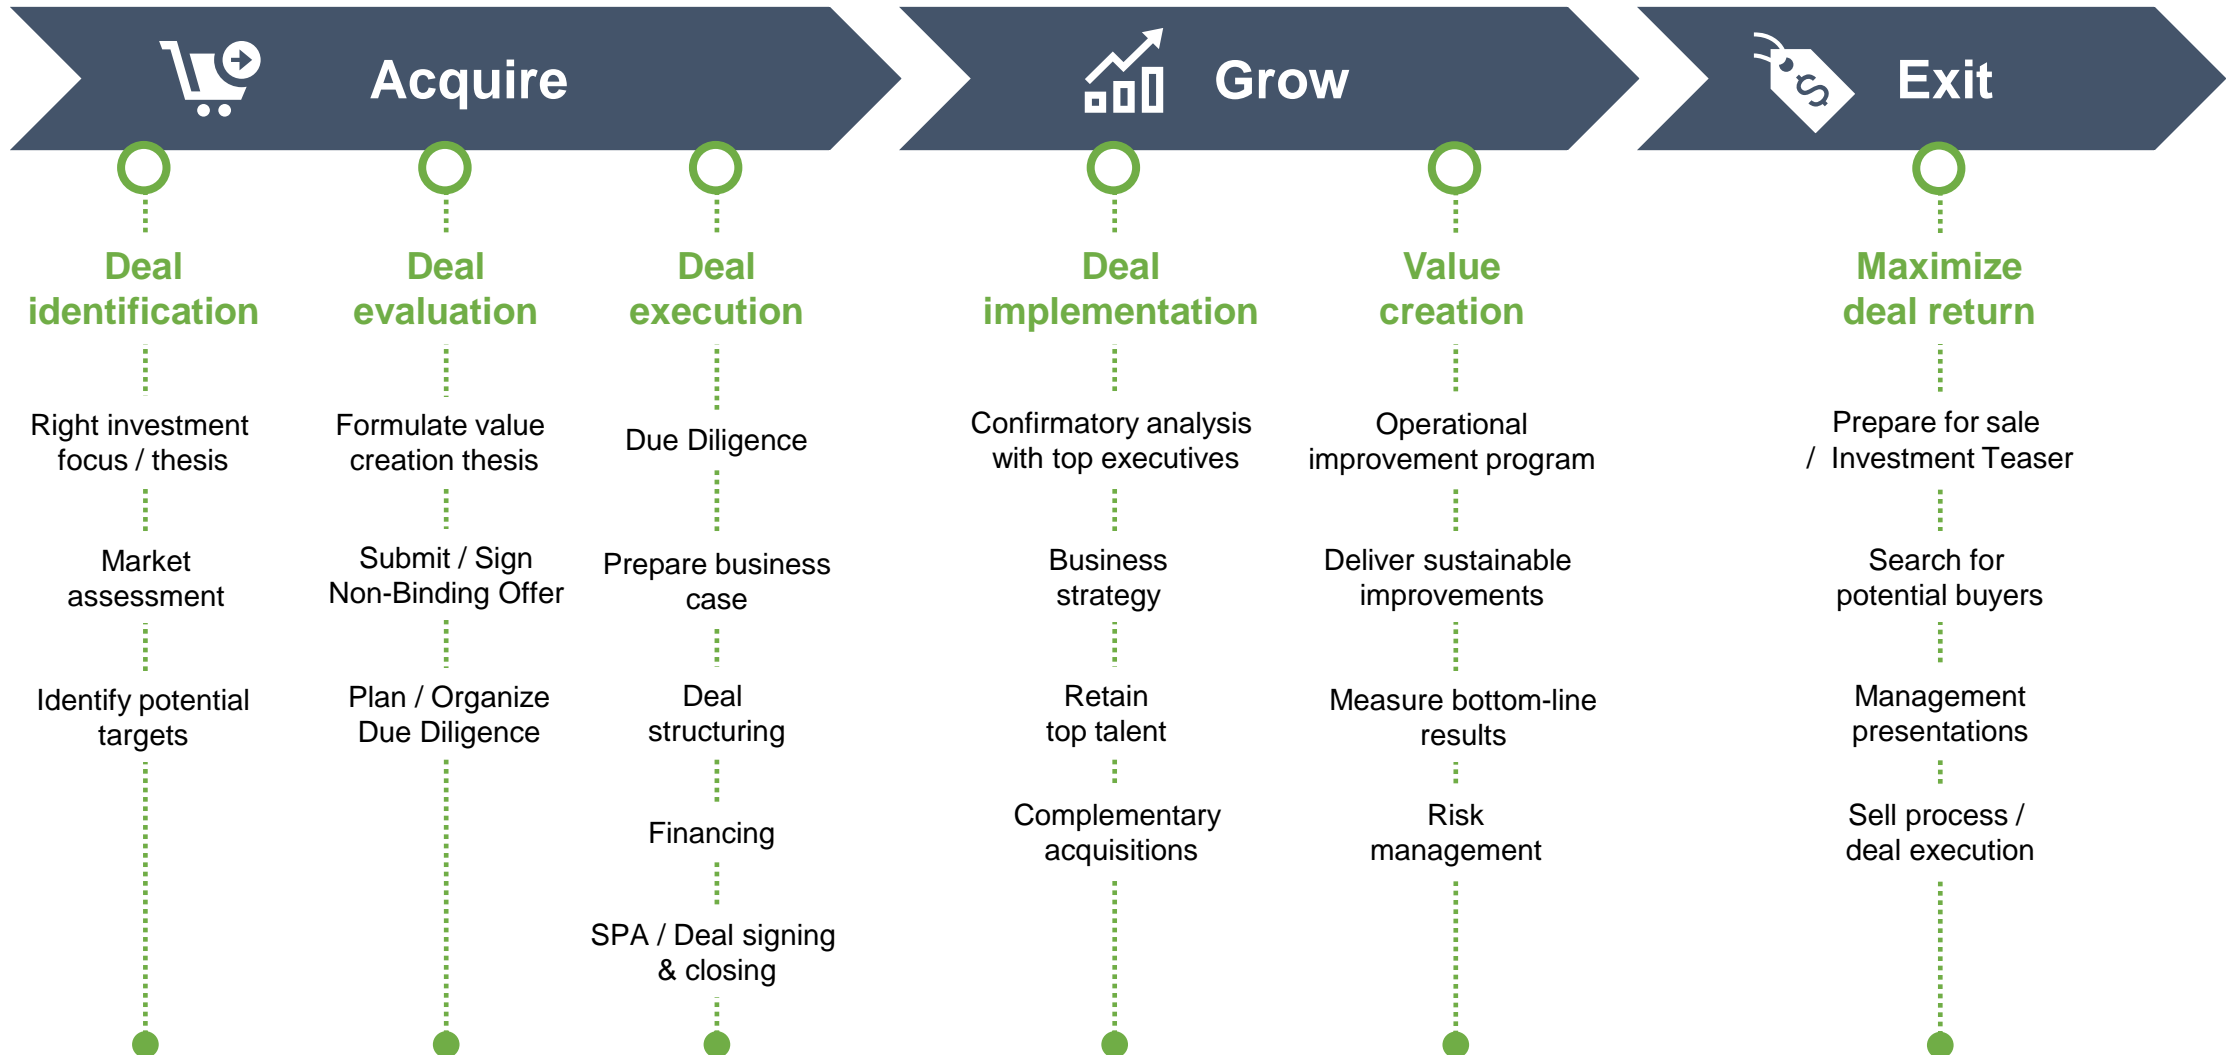 Acquire
Grow
Exit
Deal
identification
Right investment
focus / thesis
Market
assessment
Identify potential
targets
Deal
evaluation
Formulate value
creation thesis
Submit / Sign
Non-Binding Offer
Plan / Organize
Due Diligence
Deal
execution
Due Diligence
Prepare business
case
Deal
structuring
Financing
SPA / Deal signing
& closing
Deal
implementation
Confirmatory analysis
with top executives
Business
strategy
Retain
top talent
Complementary
acquisitions
Value
creation
Operational
improvement program
Deliver sustainable
improvements
Measure bottom-line
results
Risk
management
Maximize
deal return
Prepare for sale
/ Investment Teaser
Search for
potential buyers
Management
presentations
Sell process /
deal execution
$